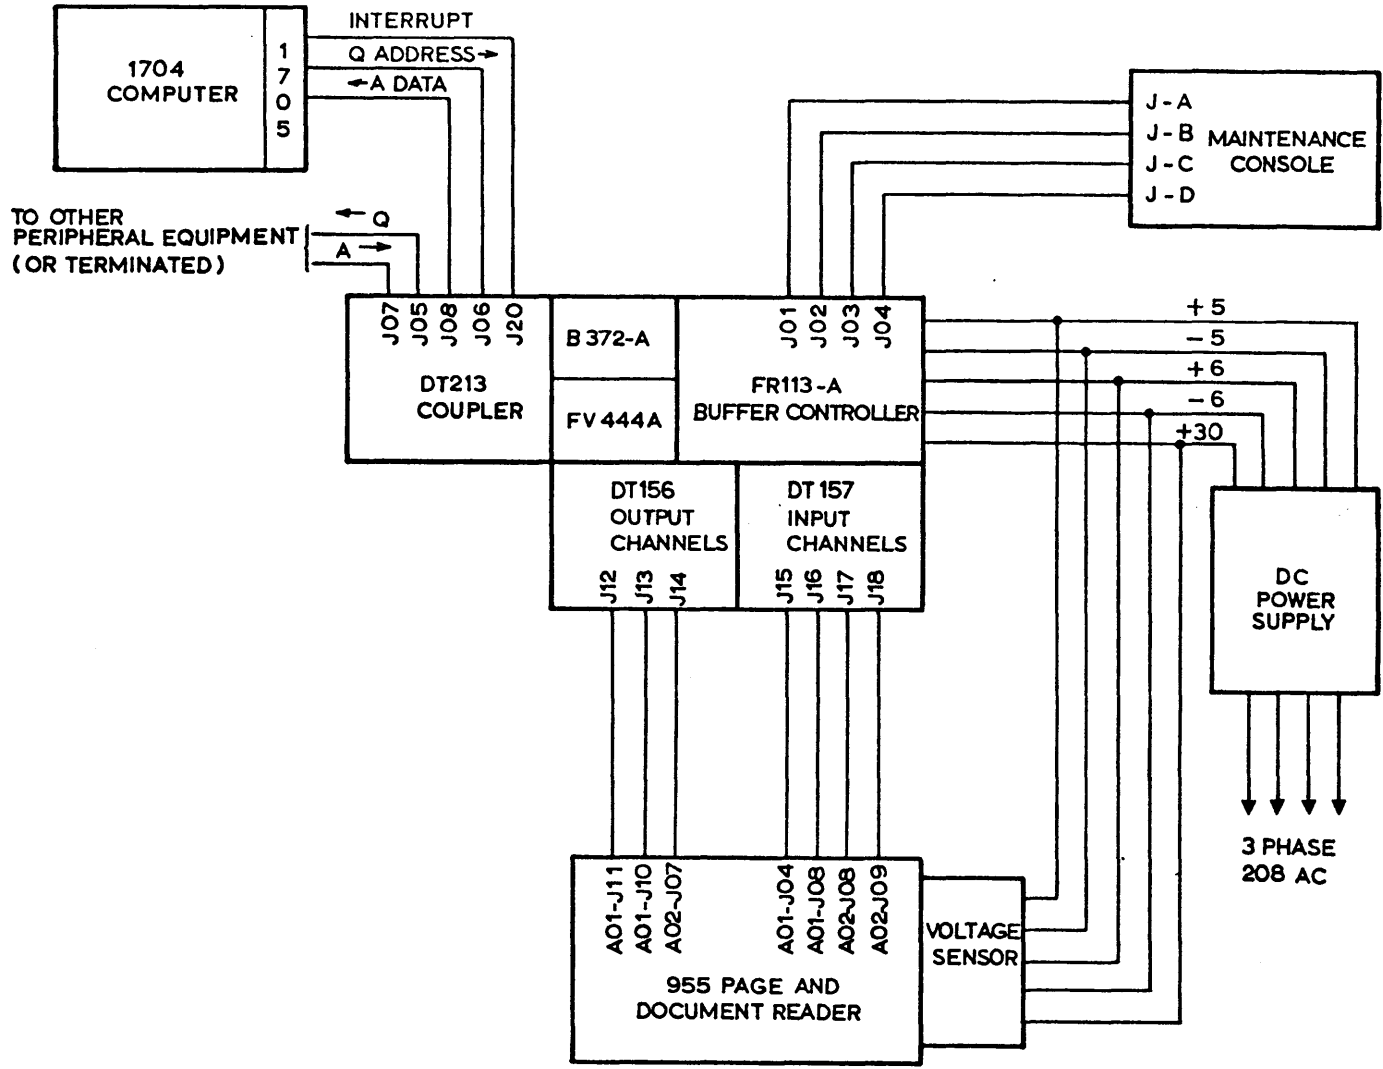 INTERRUPT
Q ADDRESS→
←A DATA
1704
COMPUTER
1
7
0
5
J-A
J-B
J-C
J-D
MAINTENANCE
CONSOLE
← Q
A →
TO OTHER
PERIPHERAL EQUIPMENT
(OR TERMINATED)
J07
J05
J08
J06
J20
DT213
COUPLER
B372-A
FV444A
J01
J02
J03
J04
FR113-A
BUFFER CONTROLLER
+5
-5
+6
-6
+30
DT156
OUTPUT
CHANNELS
J12
J13
J14
DT157
INPUT
CHANNELS
J15
J16
J17
J18
DC
POWER
SUPPLY
3 PHASE
208 AC
A01-J11
A01-J10
A02-J07
A01-J04
A01-J08
A02-J08
A02-J09
955 PAGE AND
DOCUMENT READER
VOLTAGE
SENSOR